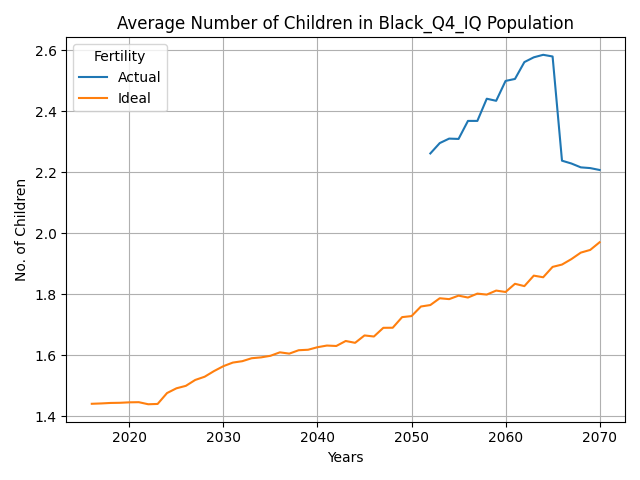 Average Number of Children in Black_Q4_IQ Population
Fertility
Actual
Ideal
No. of Children
2.6
2.4
2.2
2.0
1.8
1.6
1.4
2020
2030
2040
2050
2060
2070
Years